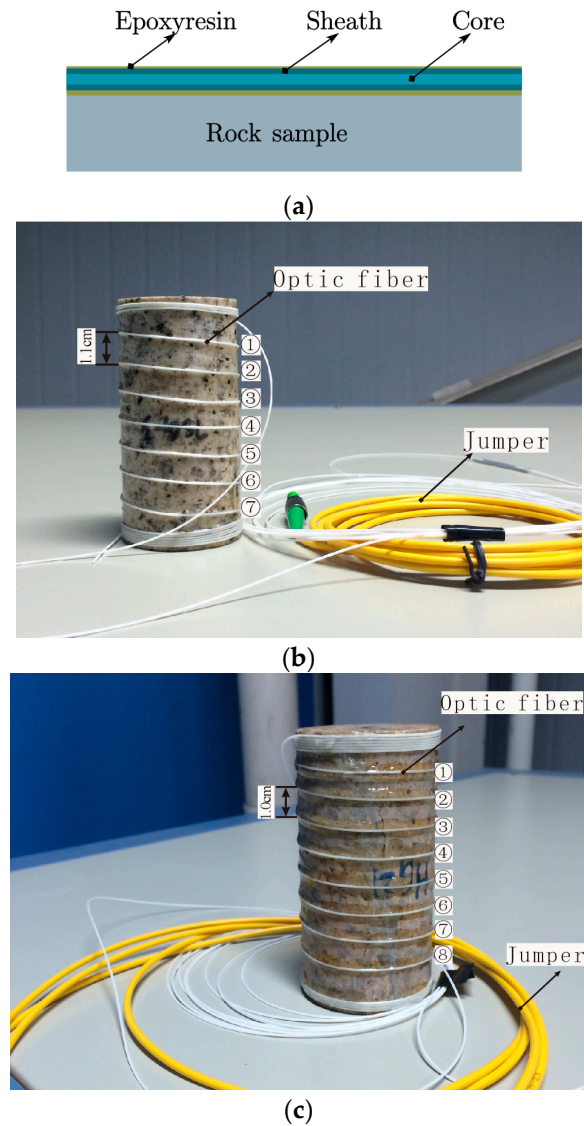 Epoxyresin Sheath Core
Rock sample
(a)
Optic fiber
1.1cm
①
②
③
④
⑤
⑥
⑦
Jumper
(b)
Optic fiber
1.0cm
①
②
③
④
⑤
⑥
⑦
⑧
Jumper
(c)